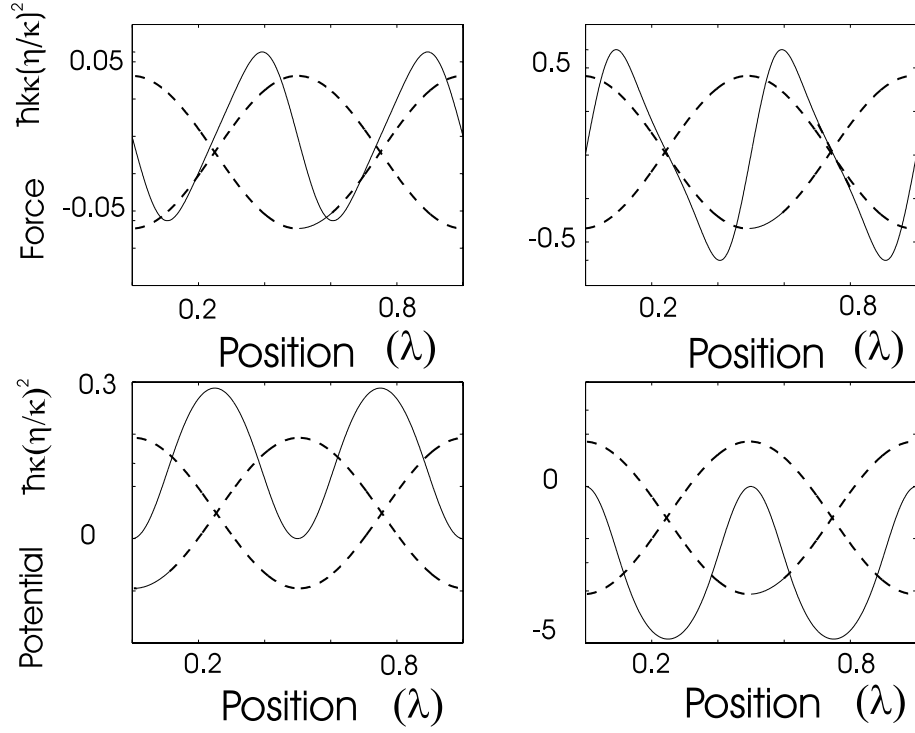 Force ħkκ(η/κ)²
0.05
-0.05
0.2 0.8
Position (λ)
0.5
-0.5
0.2 0.8
Position (λ)
Potential ħκ(η/κ)²
0.3
0
0.2 0.8
Position (λ)
0
-5
0.2 0.8
Position (λ)